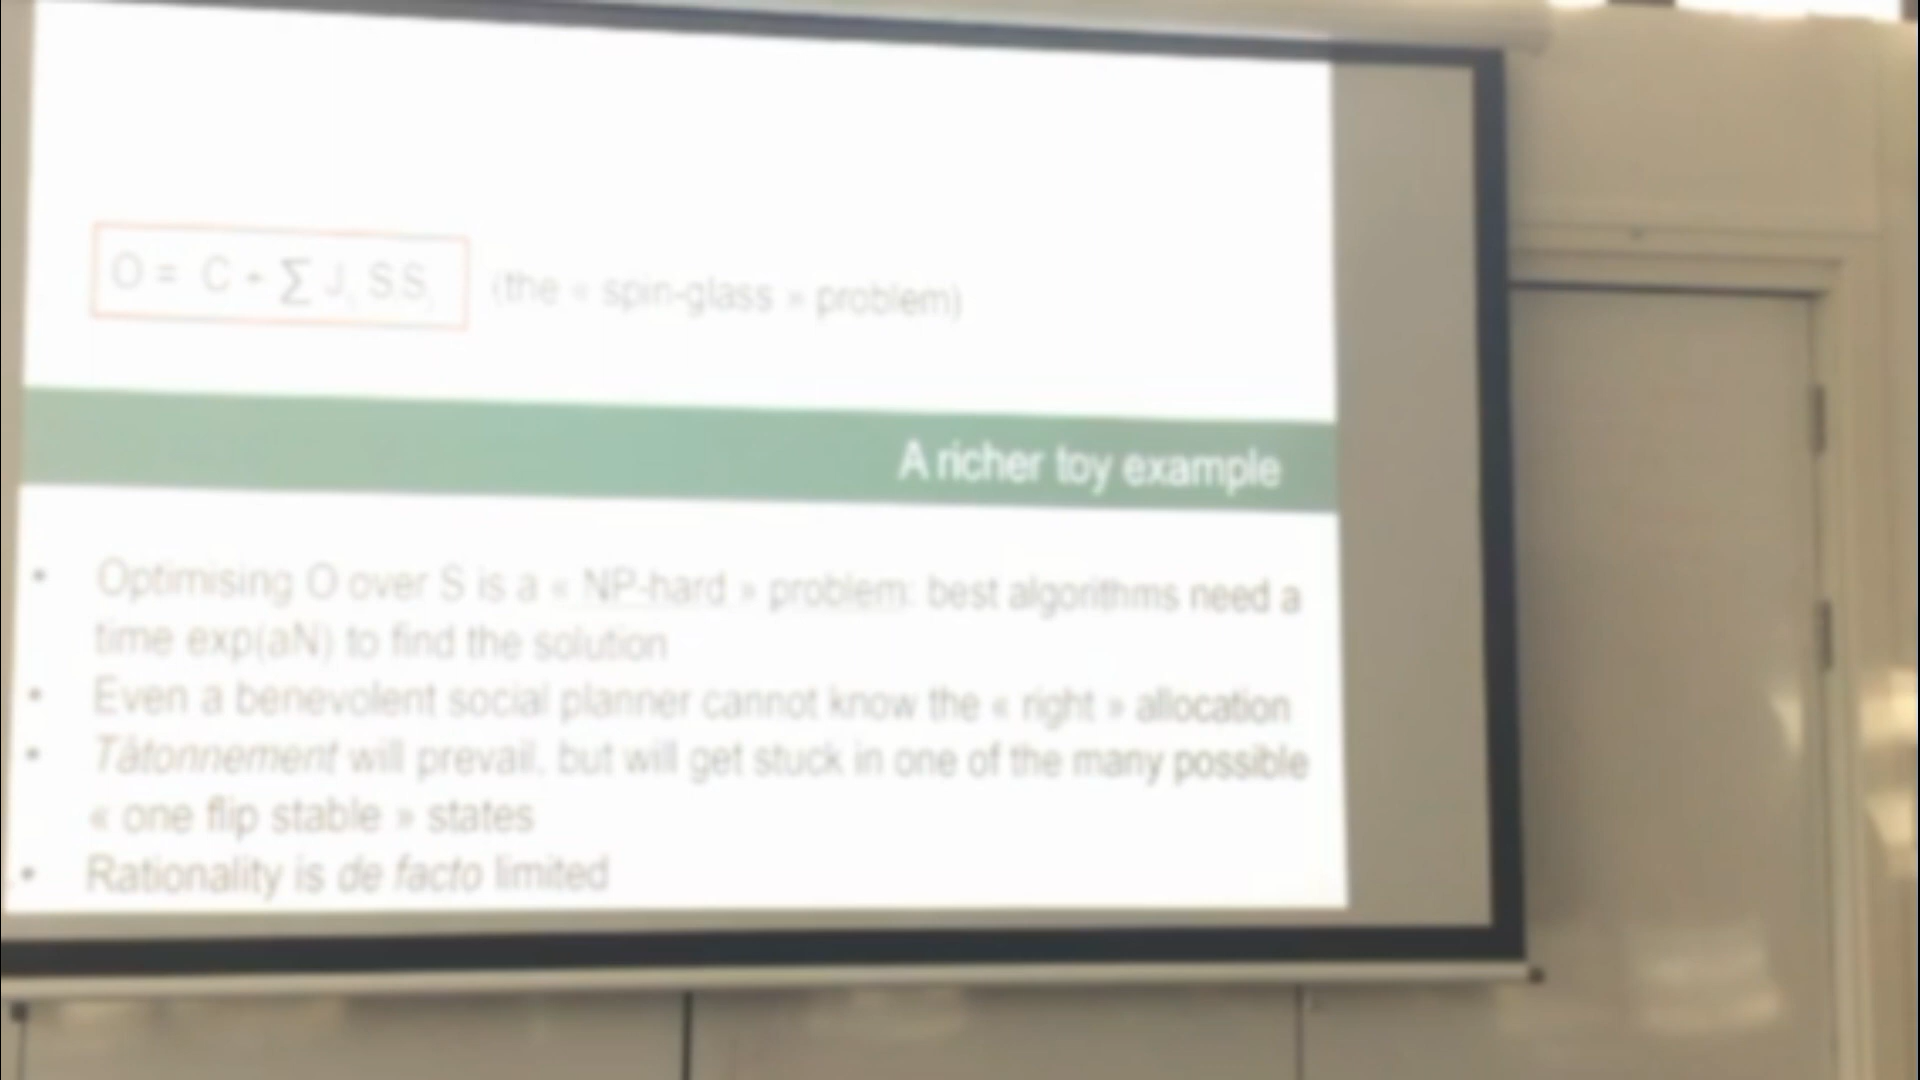 O = C + ∑ Jij SiSj (the « spin-glass » problem)
A richer toy example
• Optimising O over S is a « NP-hard » problem: best algorithms need a
time exp(aN) to find the solution
• Even a benevolent social planner cannot know the « right » allocation
• Tâtonnement will prevail, but will get stuck in one of the many possible
« one flip stable » states
• Rationality is de facto limited